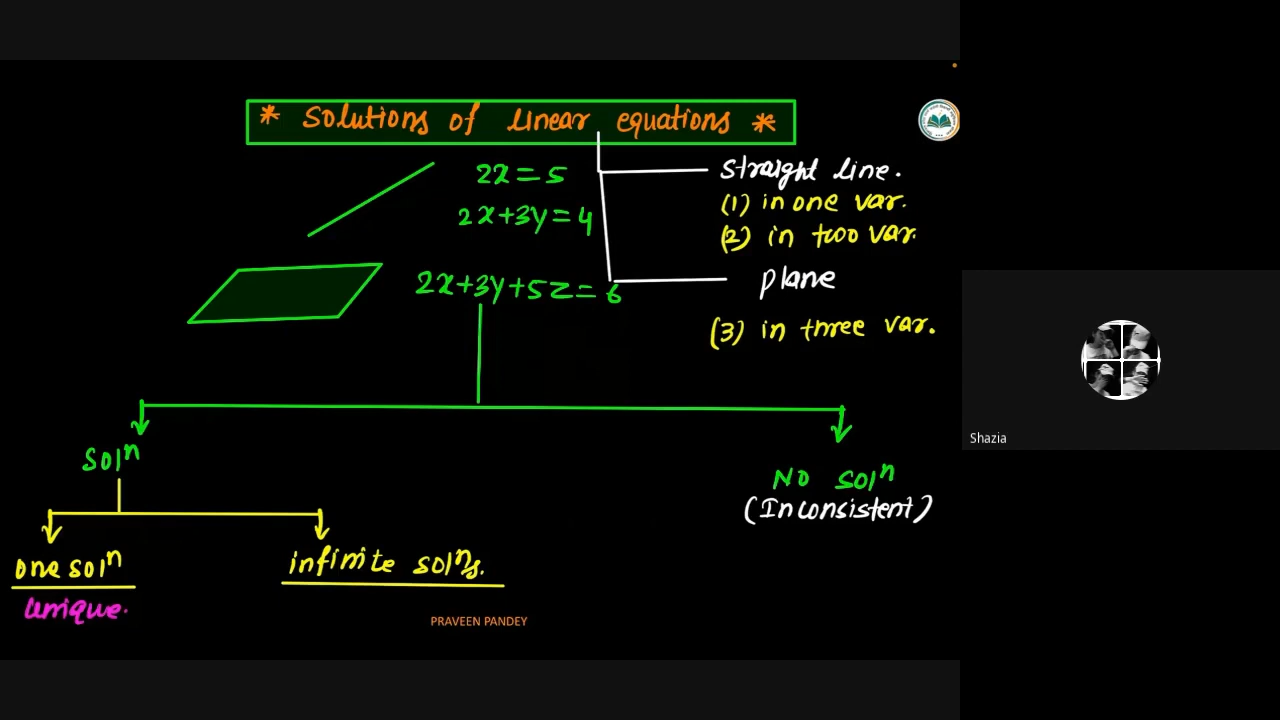 * Solutions of linear equations *
2x = 5
straight line.
(1) in one var.
2x+3y=4
(2) in two var.
2x+3y+5z=6
plane
(3) in three var.
Solⁿ
No solⁿ
(Inconsistent)
one solⁿ
infinite solⁿs.
unique.
PRAVEEN PANDEY
Shazia